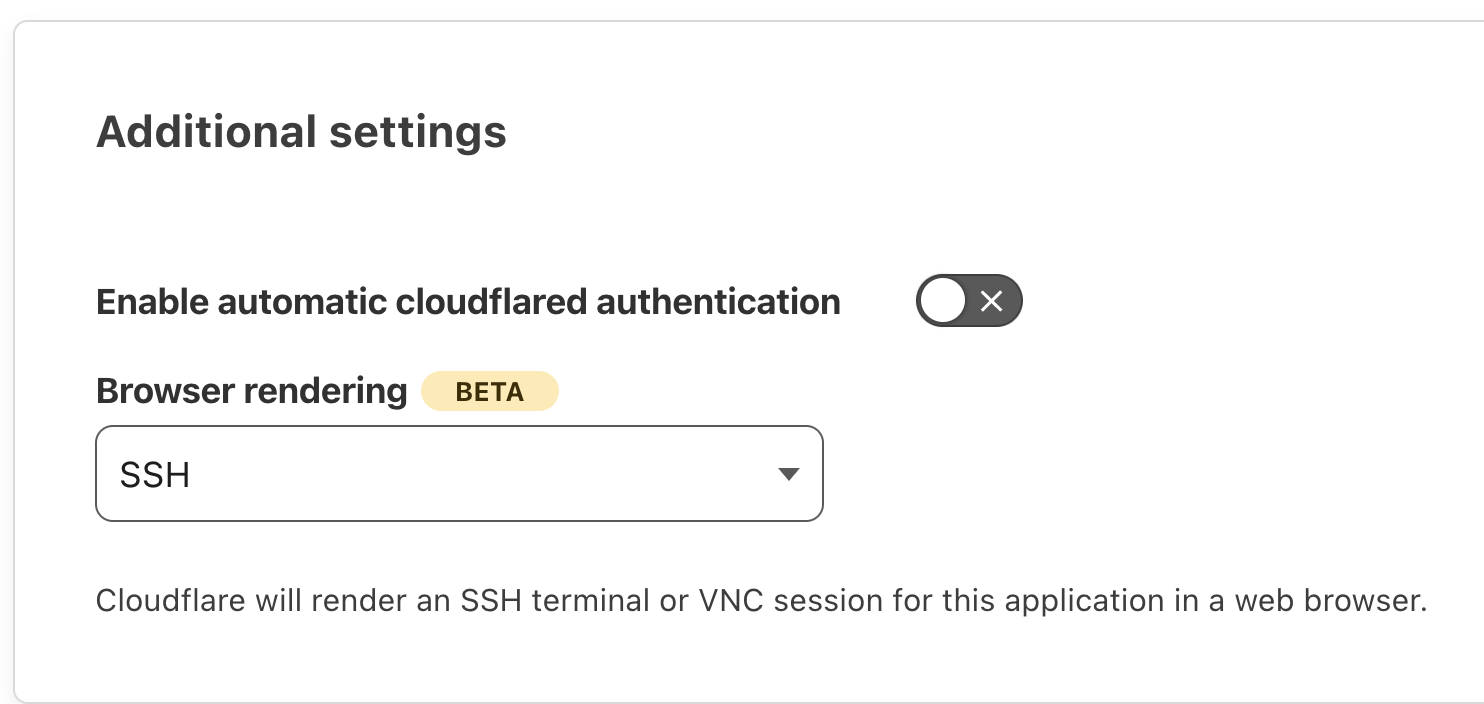 Additional settings
Enable automatic cloudflared authentication
Browser rendering BETA
SSH
Cloudflare will render an SSH terminal or VNC session for this application in a web browser.